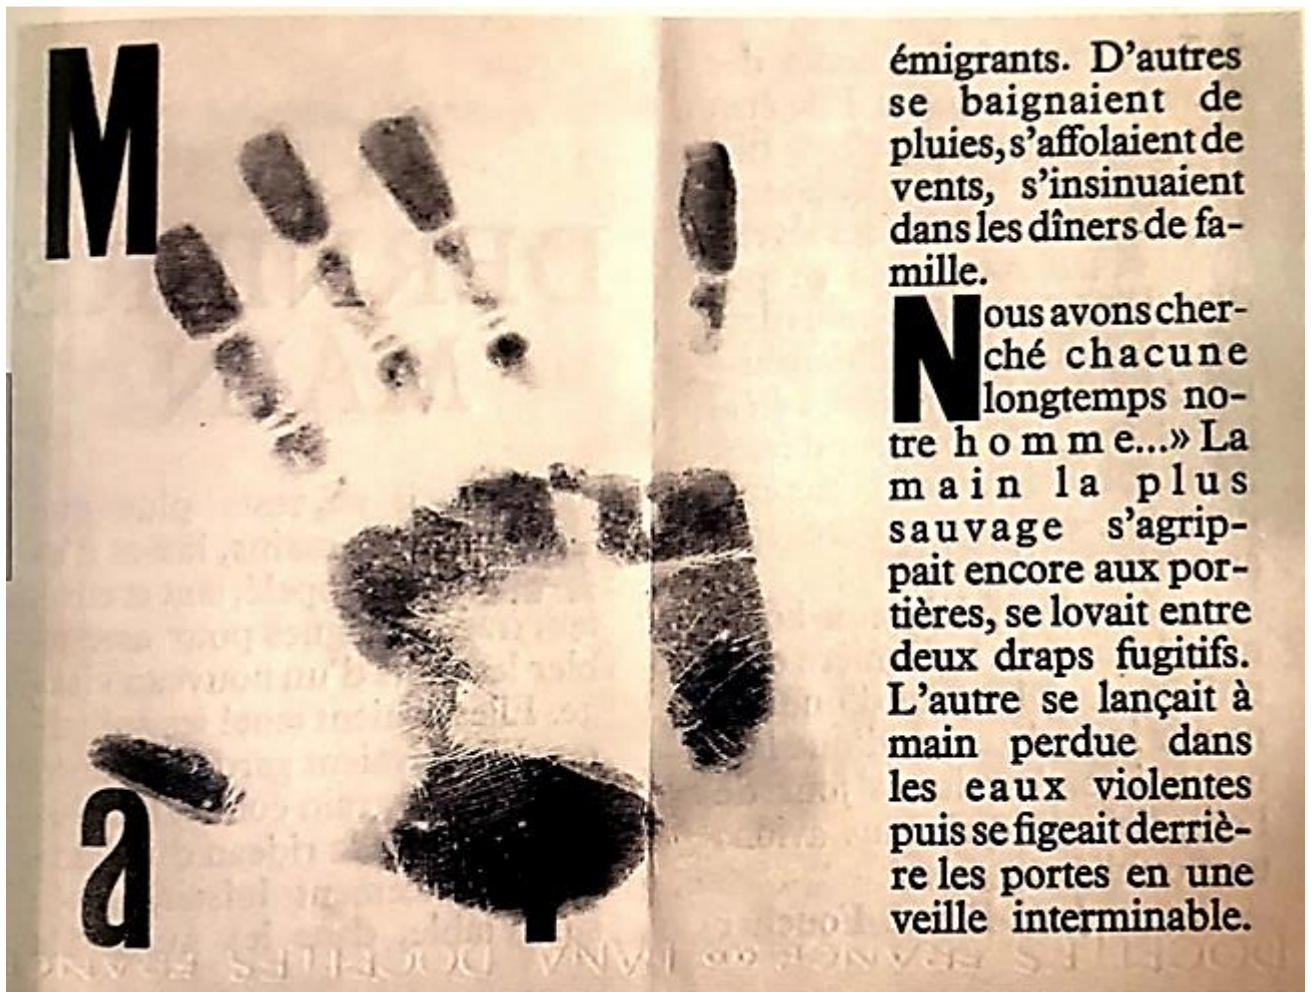 M
a
émigrants. D'autres
se baignaient de
pluies, s'affolaient de
vents, s'insinuaient
dans les dîners de fa-
mille.
Nous avons cher-
ché chacune
longtemps no-
tre homme...» La
main la plus
sauvage s'agrip-
pait encore aux por-
tières, se lovait entre
deux draps fugitifs.
L'autre se lançait à
main perdue dans
les eaux violentes
puis se figeait derriè-
re les portes en une
veille interminable.